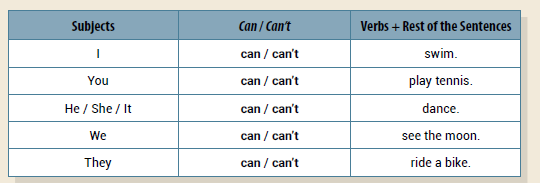 Subjects Can / Can't Verbs + Rest of the Sentences
I can / can't swim.
You can / can't play tennis.
He / She / It can / can't dance.
We can / can't see the moon.
They can / can't ride a bike.